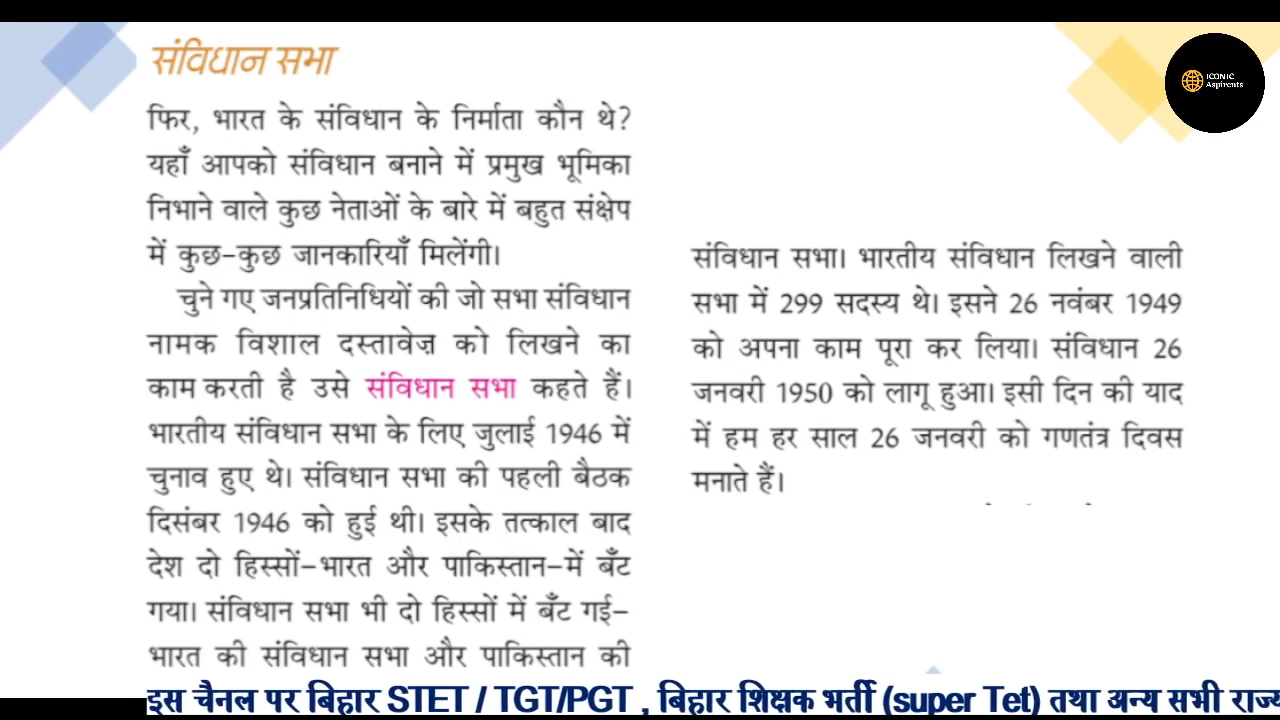 संविधान सभा
फिर, भारत के संविधान के निर्माता कौन थे?
यहाँ आपको संविधान बनाने में प्रमुख भूमिका
निभाने वाले कुछ नेताओं के बारे में बहुत संक्षेप
में कुछ-कुछ जानकारियाँ मिलेंगी।
चुने गए जनप्रतिनिधियों की जो सभा संविधान
नामक विशाल दस्तावेज़ को लिखने का
काम करती है उसे संविधान सभा कहते हैं।
भारतीय संविधान सभा के लिए जुलाई 1946 में
चुनाव हुए थे। संविधान सभा की पहली बैठक
दिसंबर 1946 को हुई थी। इसके तत्काल बाद
देश दो हिस्सों-भारत और पाकिस्तान-में बँट
गया। संविधान सभा भी दो हिस्सों में बँट गई-
भारत की संविधान सभा और पाकिस्तान की
संविधान सभा। भारतीय संविधान लिखने वाली
सभा में 299 सदस्य थे। इसने 26 नवंबर 1949
को अपना काम पूरा कर लिया। संविधान 26
जनवरी 1950 को लागू हुआ। इसी दिन की याद
में हम हर साल 26 जनवरी को गणतंत्र दिवस
मनाते हैं।
ICONIC
Aspirents
इस चैनल पर बिहार STET / TGT/PGT , बिहार शिक्षक भर्ती (super Tet) तथा अन्य सभी राज्य